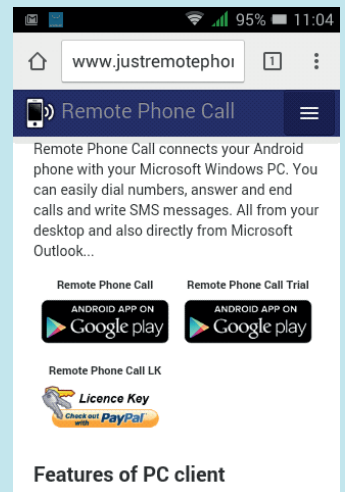 95% 11:04
www.justremotephoi 1
Remote Phone Call
Remote Phone Call connects your Android
phone with your Microsoft Windows PC. You
can easily dial numbers, answer and end
calls and write SMS messages. All from your
desktop and also directly from Microsoft
Outlook...
Remote Phone Call Remote Phone Call Trial
ANDROID APP ON ANDROID APP ON
Google play Google play
Remote Phone Call LK
Licence Key
Check out
with PayPal
Features of PC client